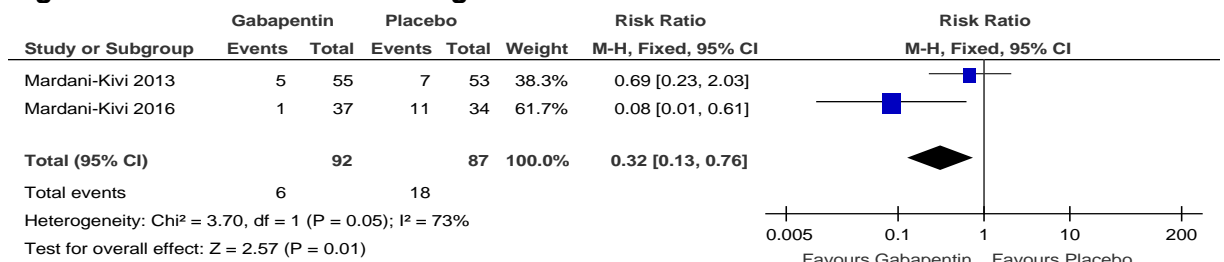 Gabapentin Placebo Risk Ratio Risk Ratio
Study or Subgroup Events Total Events Total Weight M-H, Fixed, 95% CI M-H, Fixed, 95% CI
Mardani-Kivi 2013 5 55 7 53 38.3% 0.69 [0.23, 2.03]
Mardani-Kivi 2016 1 37 11 34 61.7% 0.08 [0.01, 0.61]
Total (95% CI) 92 87 100.0% 0.32 [0.13, 0.76]
Total events 6 18
Heterogeneity: Chi² = 3.70, df = 1 (P = 0.05); I² = 73%
Test for overall effect: Z = 2.57 (P = 0.01)
0.005 0.1 1 10 200
Favours Gabapentin Favours Placebo